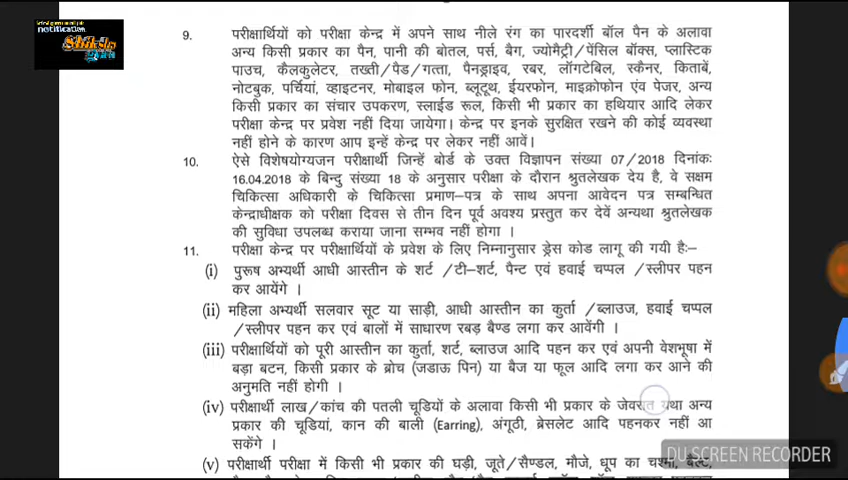 notification
9. परीक्षार्थियों को परीक्षा केन्द्र में अपने साथ नीले रंग का पारदर्शी बॉल पैन के अलावा
अन्य किसी प्रकार का पैन, पानी की बोतल, पर्स, बैग, ज्योमैट्री/पेंसिल बॉक्स, प्लास्टिक
पाउच, कैलकुलेटर, तख्ती/पैड/गत्ता, पैनड्राइव, रबर, लॉगटेबिल, स्कैनर, किताबें,
नोटबुक, पर्चियां, व्हाइटनर, मोबाइल फोन, ब्लूटूथ, ईयरफोन, माइक्रोफोन एंव पेजर, अन्य
किसी प्रकार का संचार उपकरण, स्लाईड रूल, किसी भी प्रकार का हथियार आदि लेकर
परीक्षा केन्द्र पर प्रवेश नहीं दिया जायेगा। केन्द्र पर इनके सुरक्षित रखने की कोई व्यवस्था
नहीं होने के कारण आप इन्हें केन्द्र पर लेकर नहीं आवें।
10. ऐसे विशेषयोग्यजन परीक्षार्थी जिन्हें बोर्ड के उक्त विज्ञापन संख्या 07/2018 दिनांकः
16.04.2018 के बिन्दु संख्या 18 के अनुसार परीक्षा के दौरान श्रुतलेखक देय है, वे सक्षम
चिकित्सा अधिकारी के चिकित्सा प्रमाण–पत्र के साथ अपना आवेदन पत्र सम्बन्धित
केन्द्राधीक्षक को परीक्षा दिवस से तीन दिन पूर्व अवश्य प्रस्तुत कर देवें अन्यथा श्रुतलेखक
की सुविधा उपलब्ध कराया जाना सम्भव नहीं होगा ।
11. परीक्षा केन्द्र पर परीक्षार्थियों के प्रवेश के लिए निम्नानुसार ड्रेस कोड लागू की गयी हैः–
(i) पुरूष अभ्यर्थी आधी आस्तीन के शर्ट /टी–शर्ट, पैन्ट एवं हवाई चप्पल /स्लीपर पहन
कर आयेंगे ।
(ii) महिला अभ्यर्थी सलवार सूट या साड़ी, आधी आस्तीन का कुर्ता /ब्लाउज, हवाई चप्पल
/स्लीपर पहन कर एवं बालों में साधारण रबड़ बैण्ड लगा कर आवेंगी ।
(iii) परीक्षार्थियों को पूरी आस्तीन का कुर्ता, शर्ट, ब्लाउज आदि पहन कर एवं अपनी वेशभूषा में
बड़ा बटन, किसी प्रकार के ब्रोच (जडाऊ पिन) या बैज या फूल आदि लगा कर आने की
अनुमति नहीं होगी ।
(iv) परीक्षार्थी लाख/कांच की पतली चूडियों के अलावा किसी भी प्रकार के जेवरात यथा अन्य
प्रकार की चूडियां, कान की बाली (Earring), अंगूठी, ब्रेसलेट आदि पहनकर नहीं आ
सकेंगे ।
DU SCREEN RECORDER
(v) परीक्षार्थी परीक्षा में किसी भी प्रकार की घड़ी, जूते/सैण्डल, मौजे, धूप का चश्मा, बैल्ट,